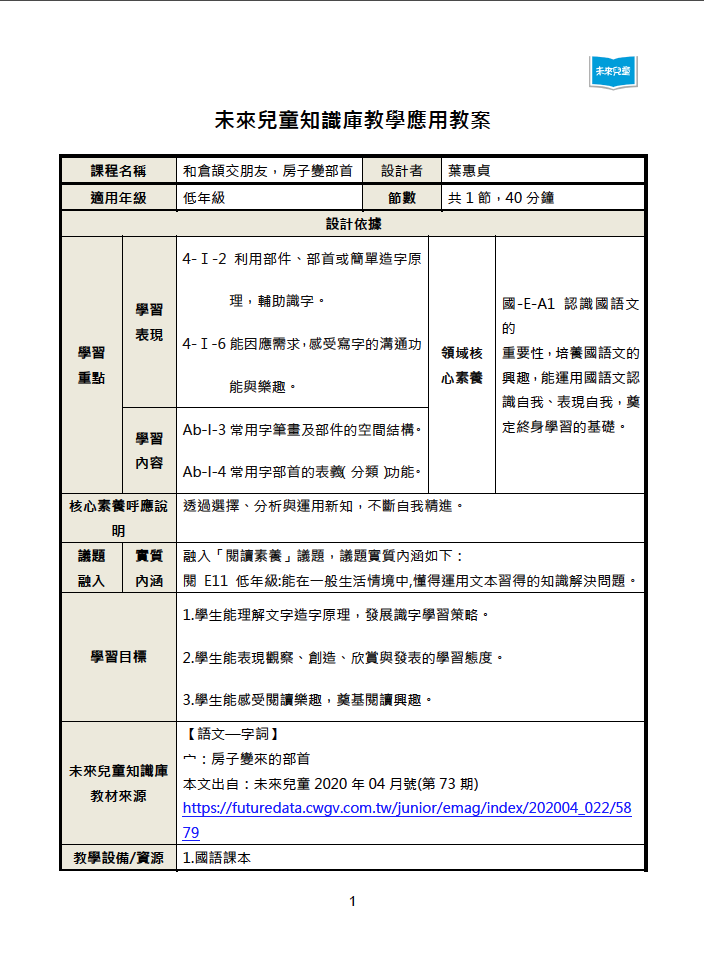 未來兒童
未來兒童知識庫教學應用教案
課程名稱 和倉頡交朋友，房子變部首 設計者 葉惠貞
適用年級 低年級 節數 共 1 節，40 分鐘
設計依據
學習
重點
學習
表現
4-Ⅰ-2 利用部件、部首或簡單造字原
理，輔助識字。
4-Ⅰ-6 能因應需求，感受寫字的溝通功
能與樂趣。
學習
內容
Ab-I-3 常用字筆畫及部件的空間結構。
Ab-I-4 常用字部首的表義(分類)功能。
領域核
心素養
國-E-A1 認識國語文
的
重要性，培養國語文的
興趣，能運用國語文認
識自我、表現自我，奠
定終身學習的基礎。
核心素養呼應說
明
透過選擇、分析與運用新知，不斷自我精進。
議題
融入
實質
內涵
融入「閱讀素養」議題，議題實質內涵如下：
閱 E11 低年級:能在一般生活情境中,懂得運用文本習得的知識解決問題。
學習目標
1.學生能理解文字造字原理，發展識字學習策略。
2.學生能表現觀察、創造、欣賞與發表的學習態度。
3.學生能感受閱讀樂趣，奠基閱讀興趣。
未來兒童知識庫
教材來源
【語文—字詞】
宀：房子變來的部首
本文出自：未來兒童 2020 年 04 月號(第 73 期)
https://futuredata.cwgv.com.tw/junior/emag/index/202004_022/58
79
教學設備/資源 1.國語課本
1